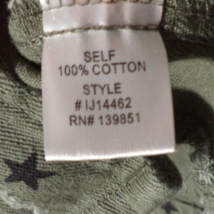 SELF
100% COTTON
STYLE
# IJ14462
RN# 139851